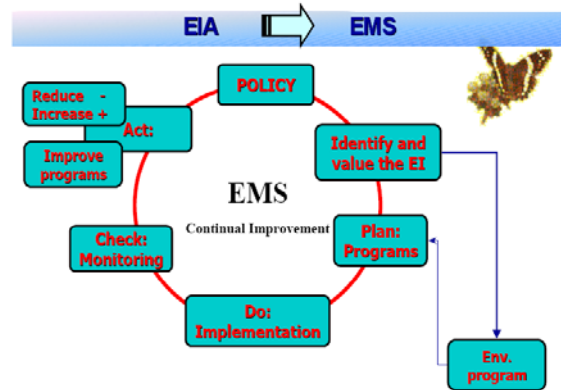 EIA EMS
POLICY
Reduce -
Increase +
Act:
Improve
programs
Identify and
value the EI
EMS
Continual Improvement
Plan:
Programs
Check:
Monitoring
Do:
Implementation
Env.
program